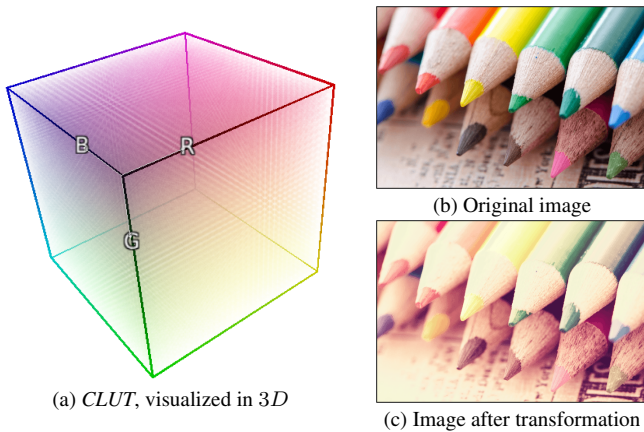 B
R
G
(a) CLUT, visualized in 3D
(b) Original image
(c) Image after transformation